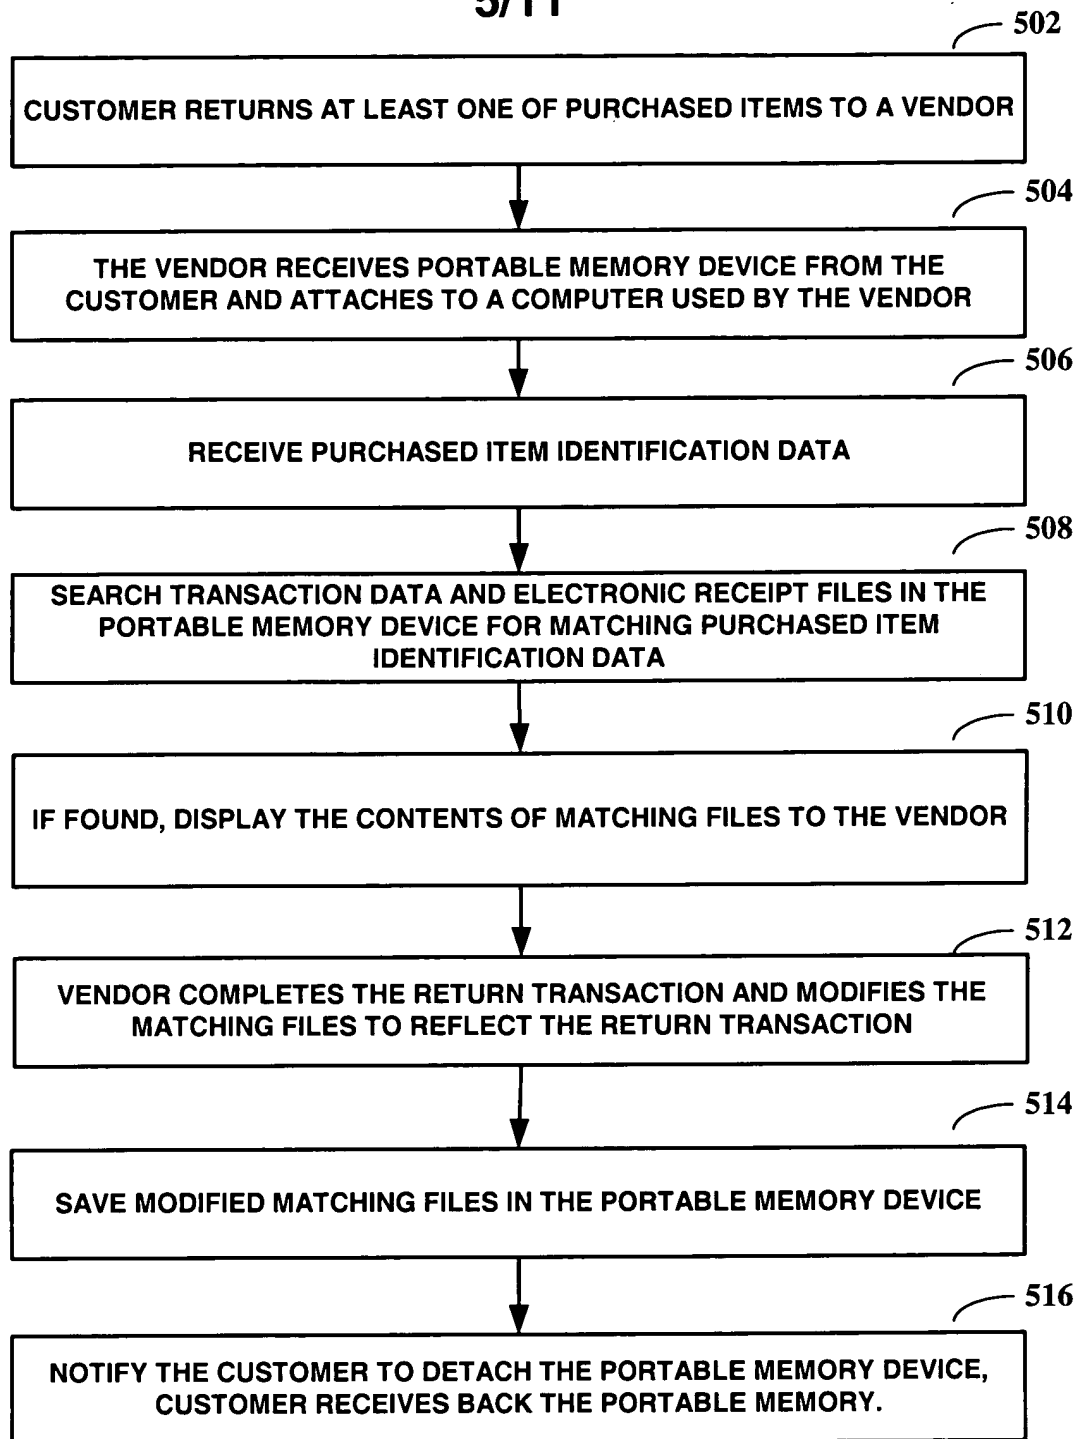 5/11
502
CUSTOMER RETURNS AT LEAST ONE OF PURCHASED ITEMS TO A VENDOR
504
THE VENDOR RECEIVES PORTABLE MEMORY DEVICE FROM THE
CUSTOMER AND ATTACHES TO A COMPUTER USED BY THE VENDOR
506
RECEIVE PURCHASED ITEM IDENTIFICATION DATA
508
SEARCH TRANSACTION DATA AND ELECTRONIC RECEIPT FILES IN THE
PORTABLE MEMORY DEVICE FOR MATCHING PURCHASED ITEM
IDENTIFICATION DATA
510
IF FOUND, DISPLAY THE CONTENTS OF MATCHING FILES TO THE VENDOR
512
VENDOR COMPLETES THE RETURN TRANSACTION AND MODIFIES THE
MATCHING FILES TO REFLECT THE RETURN TRANSACTION
514
SAVE MODIFIED MATCHING FILES IN THE PORTABLE MEMORY DEVICE
516
NOTIFY THE CUSTOMER TO DETACH THE PORTABLE MEMORY DEVICE,
CUSTOMER RECEIVES BACK THE PORTABLE MEMORY.